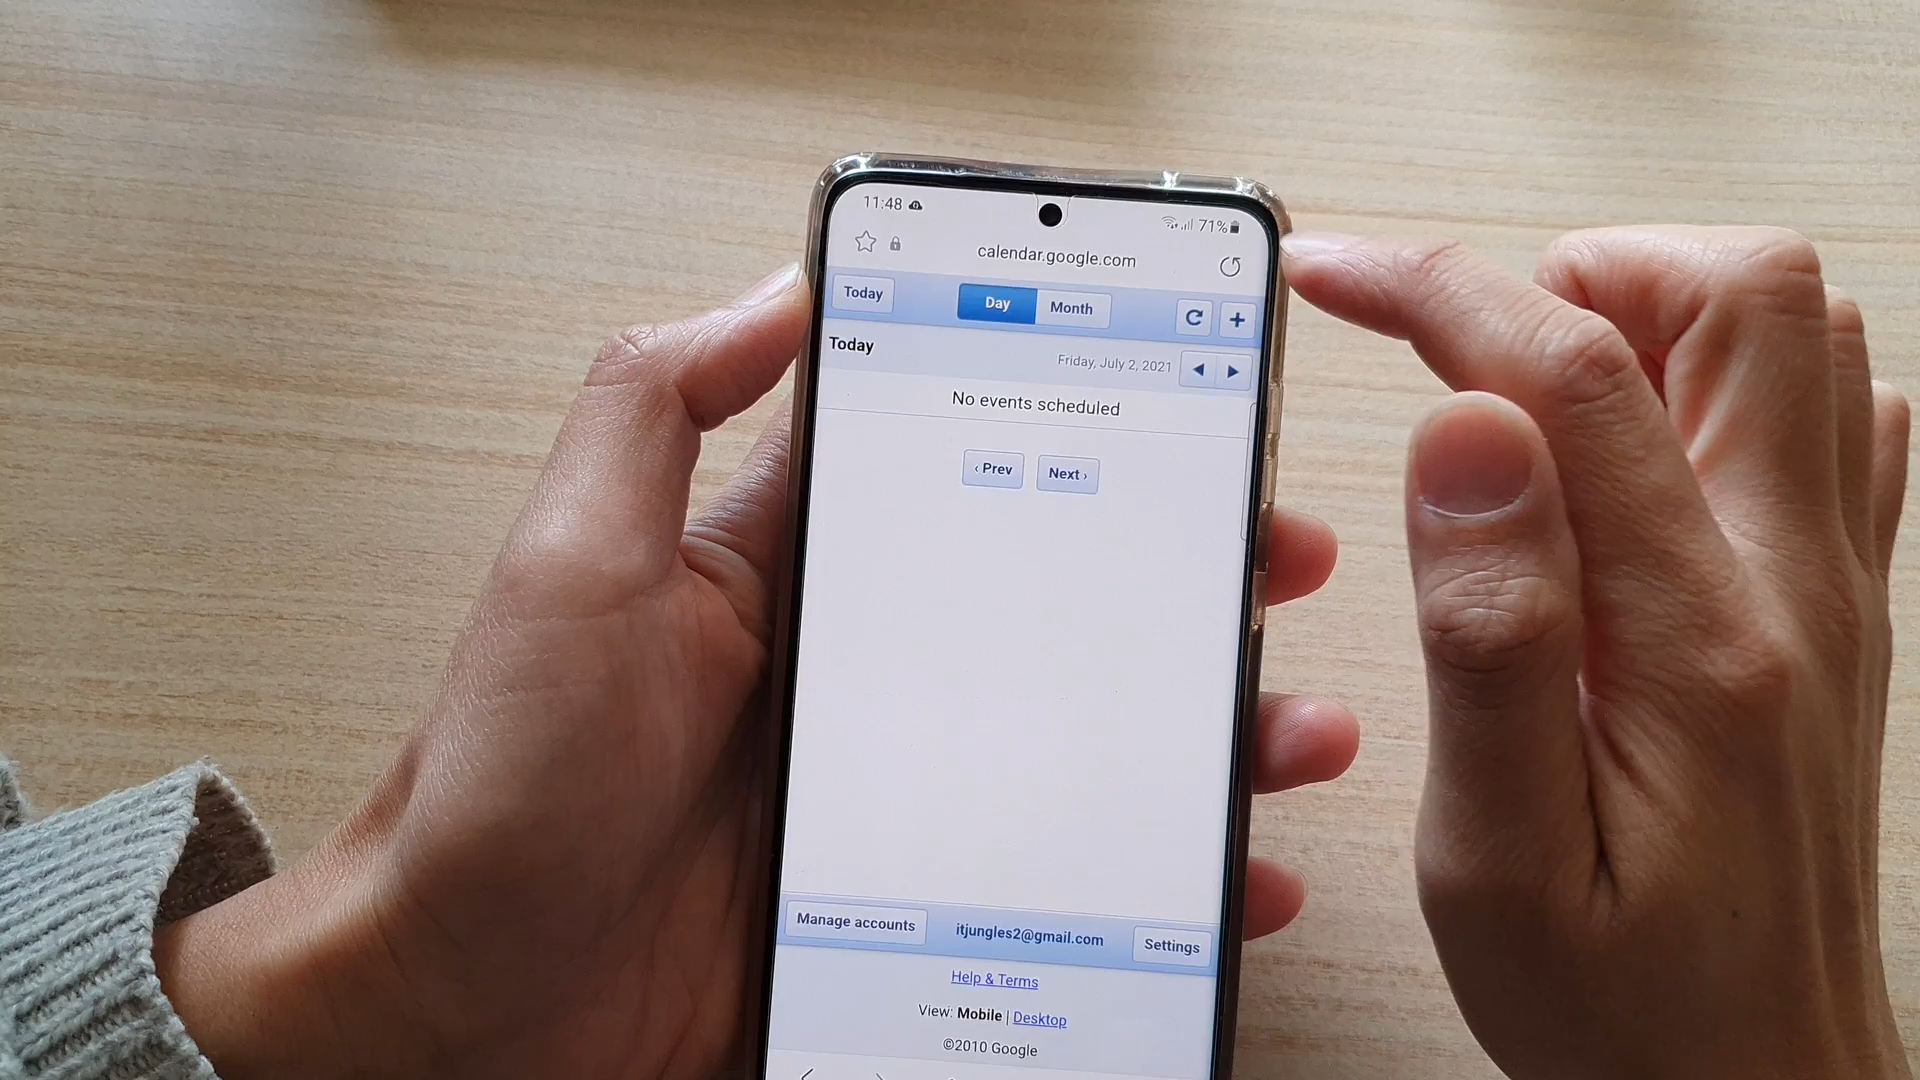 11:48 71%
calendar.google.com
Today Day Month +
Today Friday, July 2, 2021
No events scheduled
‹ Prev Next ›
Manage accounts itjungles2@gmail.com Settings
Help & Terms
View: Mobile | Desktop
©2010 Google